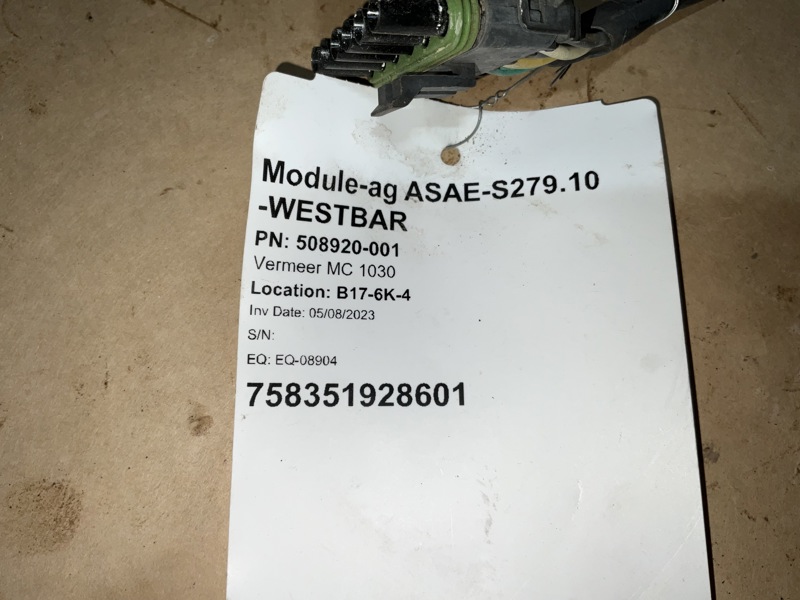 Module-ag ASAE-S279.10
-WESTBAR
PN: 508920-001
Vermeer MC 1030
Location: B17-6K-4
Inv Date: 05/08/2023
S/N:
EQ: EQ-08904
758351928601